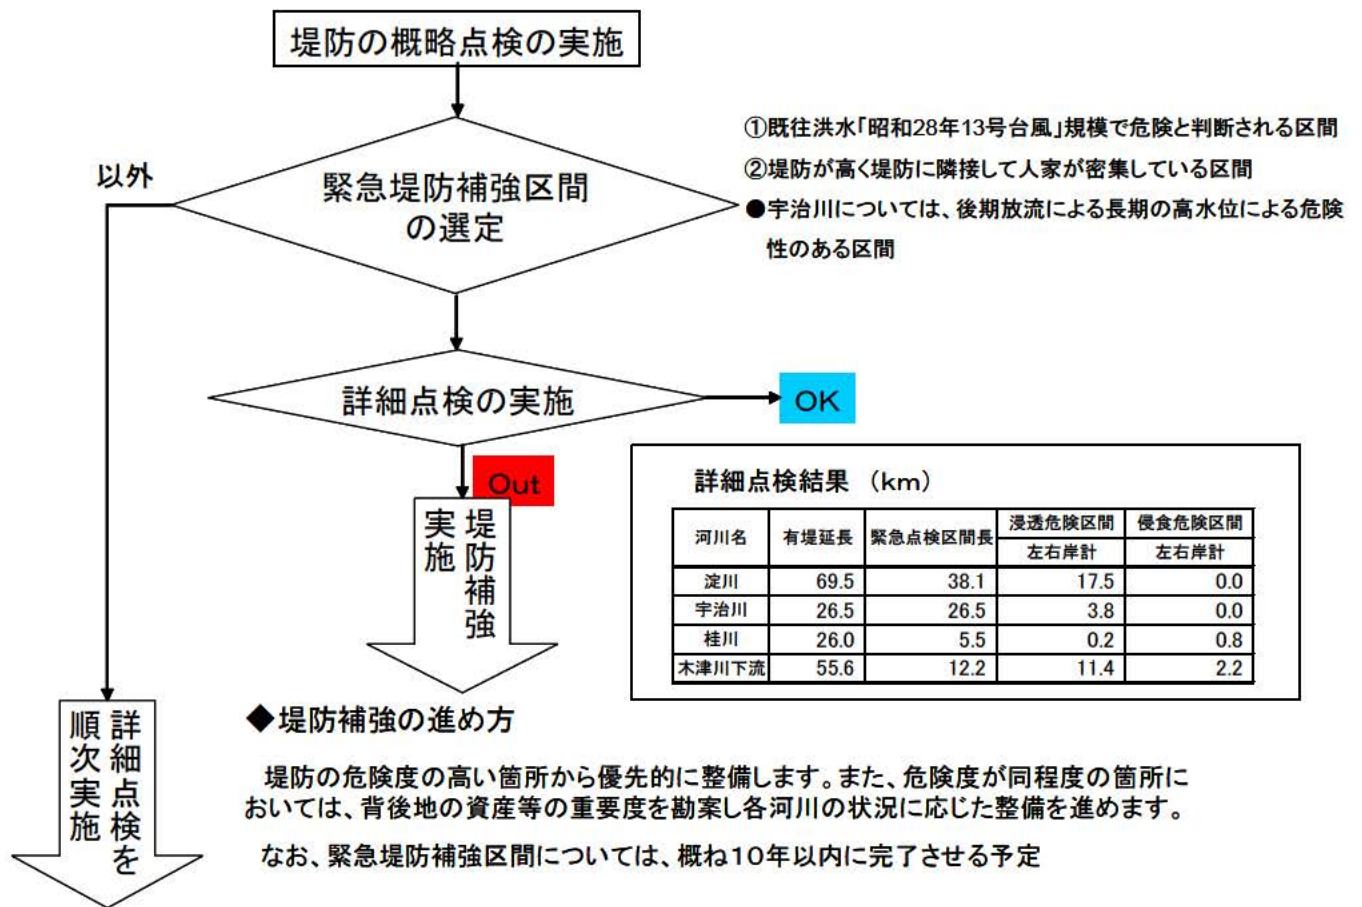 堤防の概略点検の実施
①既往洪水「昭和28年13号台風」規模で危険と判断される区間
②堤防が高く堤防に隣接して人家が密集している区間
●宇治川については、後期放流による長期の高水位による危険
性のある区間
以外
緊急堤防補強区間
の選定
詳細点検の実施
OK
Out
堤防補強
実施
詳細点検結果 （km）
河川名 有堤延長 緊急点検区間長 浸透危険区間 侵食危険区間
左右岸計 左右岸計
淀川 69.5 38.1 17.5 0.0
宇治川 26.5 26.5 3.8 0.0
桂川 26.0 5.5 0.2 0.8
木津川下流 55.6 12.2 11.4 2.2
詳細点検を
順次実施
◆堤防補強の進め方
堤防の危険度の高い箇所から優先的に整備します。また、危険度が同程度の箇所に
おいては、背後地の資産等の重要度を勘案し各河川の状況に応じた整備を進めます。
なお、緊急堤防補強区間については、概ね１０年以内に完了させる予定